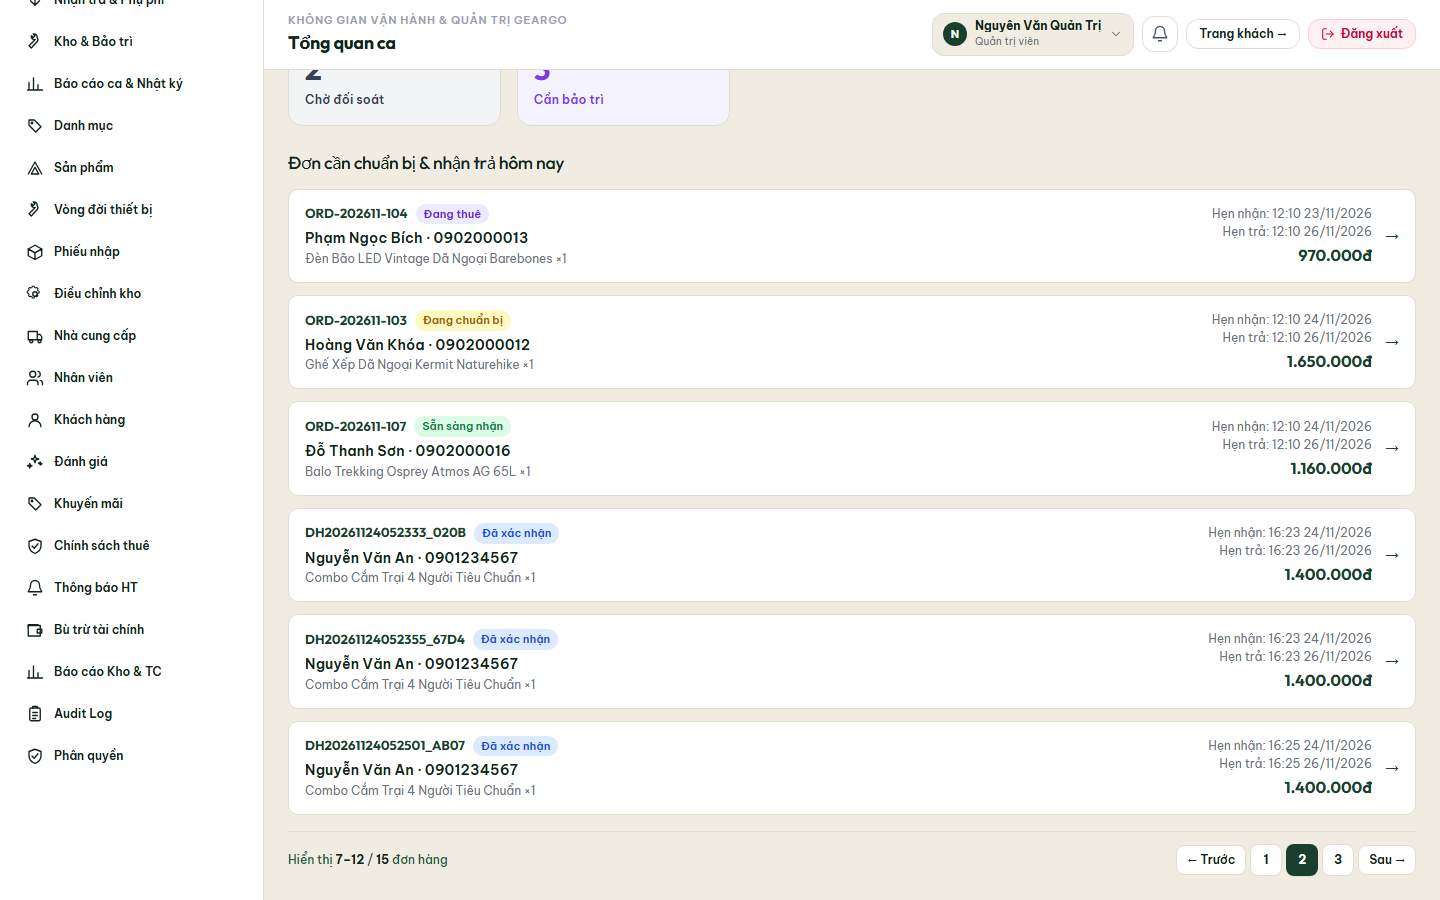 Nhận trả & Phụ phí
Kho & Bảo trì
Báo cáo ca & Nhật ký
Danh mục
Sản phẩm
Vòng đời thiết bị
Phiếu nhập
Điều chỉnh kho
Nhà cung cấp
Nhân viên
Khách hàng
Đánh giá
Khuyến mãi
Chính sách thuê
Thông báo HT
Bù trừ tài chính
Báo cáo Kho & TC
Audit Log
Phân quyền
KHÔNG GIAN VẬN HÀNH & QUẢN TRỊ GEARGO
Tổng quan ca
N
Nguyễn Văn Quản Trị
Quản trị viên
Trang khách →
Đăng xuất
2
Chờ đối soát
3
Cần bảo trì
Đơn cần chuẩn bị & nhận trả hôm nay
ORD-202611-104 Đang thuê
Phạm Ngọc Bích · 0902000013
Đèn Bão LED Vintage Dã Ngoại Barebones ×1
Hẹn nhận: 12:10 23/11/2026
Hẹn trả: 12:10 26/11/2026
970.000đ
→
ORD-202611-103 Đang chuẩn bị
Hoàng Văn Khóa · 0902000012
Ghế Xếp Dã Ngoại Kermit Naturehike ×1
Hẹn nhận: 12:10 24/11/2026
Hẹn trả: 12:10 26/11/2026
1.650.000đ
→
ORD-202611-107 Sẵn sàng nhận
Đỗ Thanh Sơn · 0902000016
Balo Trekking Osprey Atmos AG 65L ×1
Hẹn nhận: 12:10 24/11/2026
Hẹn trả: 12:10 26/11/2026
1.160.000đ
→
DH20261124052333_020B Đã xác nhận
Nguyễn Văn An · 0901234567
Combo Cắm Trại 4 Người Tiêu Chuẩn ×1
Hẹn nhận: 16:23 24/11/2026
Hẹn trả: 16:23 26/11/2026
1.400.000đ
→
DH20261124052355_67D4 Đã xác nhận
Nguyễn Văn An · 0901234567
Combo Cắm Trại 4 Người Tiêu Chuẩn ×1
Hẹn nhận: 16:23 24/11/2026
Hẹn trả: 16:23 26/11/2026
1.400.000đ
→
DH20261124052501_AB07 Đã xác nhận
Nguyễn Văn An · 0901234567
Combo Cắm Trại 4 Người Tiêu Chuẩn ×1
Hẹn nhận: 16:25 24/11/2026
Hẹn trả: 16:25 26/11/2026
1.400.000đ
→
Hiển thị 7–12 / 15 đơn hàng
← Trước 1 2 3 Sau →